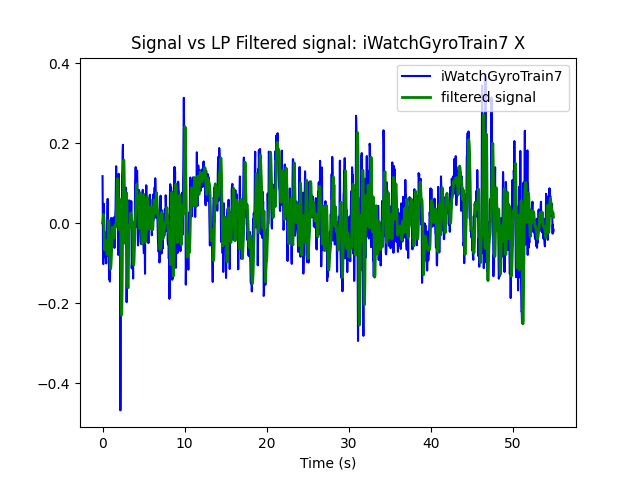 Signal vs LP Filtered signal: iWatchGyroTrain7 X
iWatchGyroTrain7
filtered signal
0.4
0.2
0.0
−0.2
−0.4
0 10 20 30 40 50
Time (s)